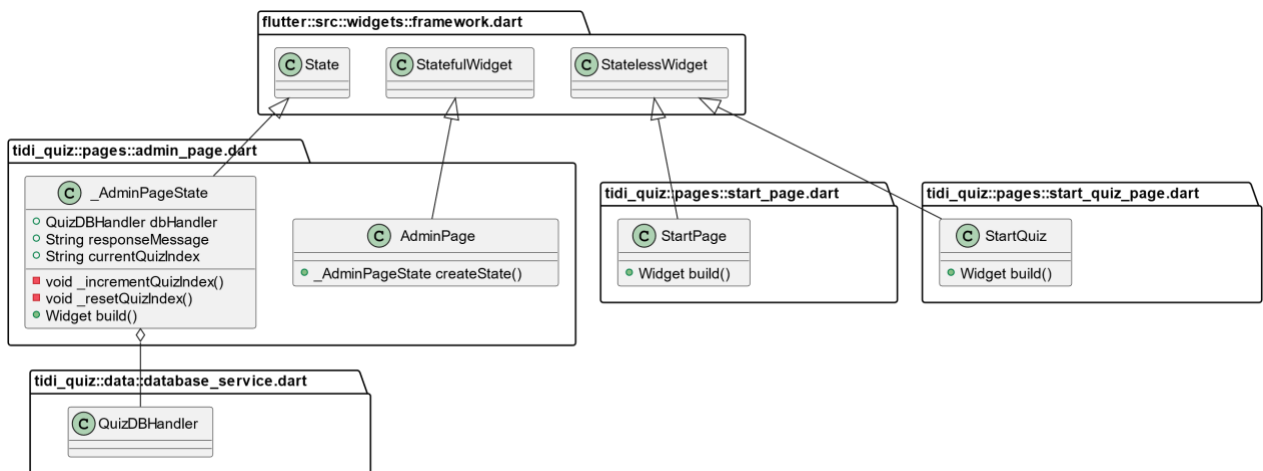 flutter::src::widgets::framework.dart
C State
C StatefulWidget
C StatelessWidget
tidi_quiz::pages::admin_page.dart
C _AdminPageState
QuizDBHandler dbHandler
String responseMessage
String currentQuizIndex
void _incrementQuizIndex()
void _resetQuizIndex()
Widget build()
C AdminPage
_AdminPageState createState()
tidi_quiz::pages::start_page.dart
C StartPage
Widget build()
tidi_quiz::pages::start_quiz_page.dart
C StartQuiz
Widget build()
tidi_quiz::data::database_service.dart
C QuizDBHandler